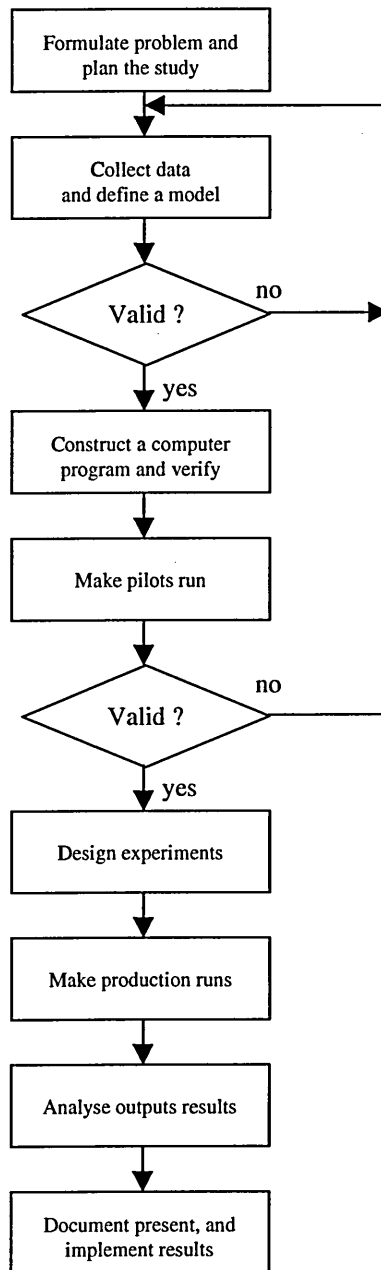 Formulate problem and
plan the study
Collect data
and define a model
Valid ?
no
yes
Construct a computer
program and verify
Make pilots run
Valid ?
no
yes
Design experiments
Make production runs
Analyse outputs results
Document present, and
implement results